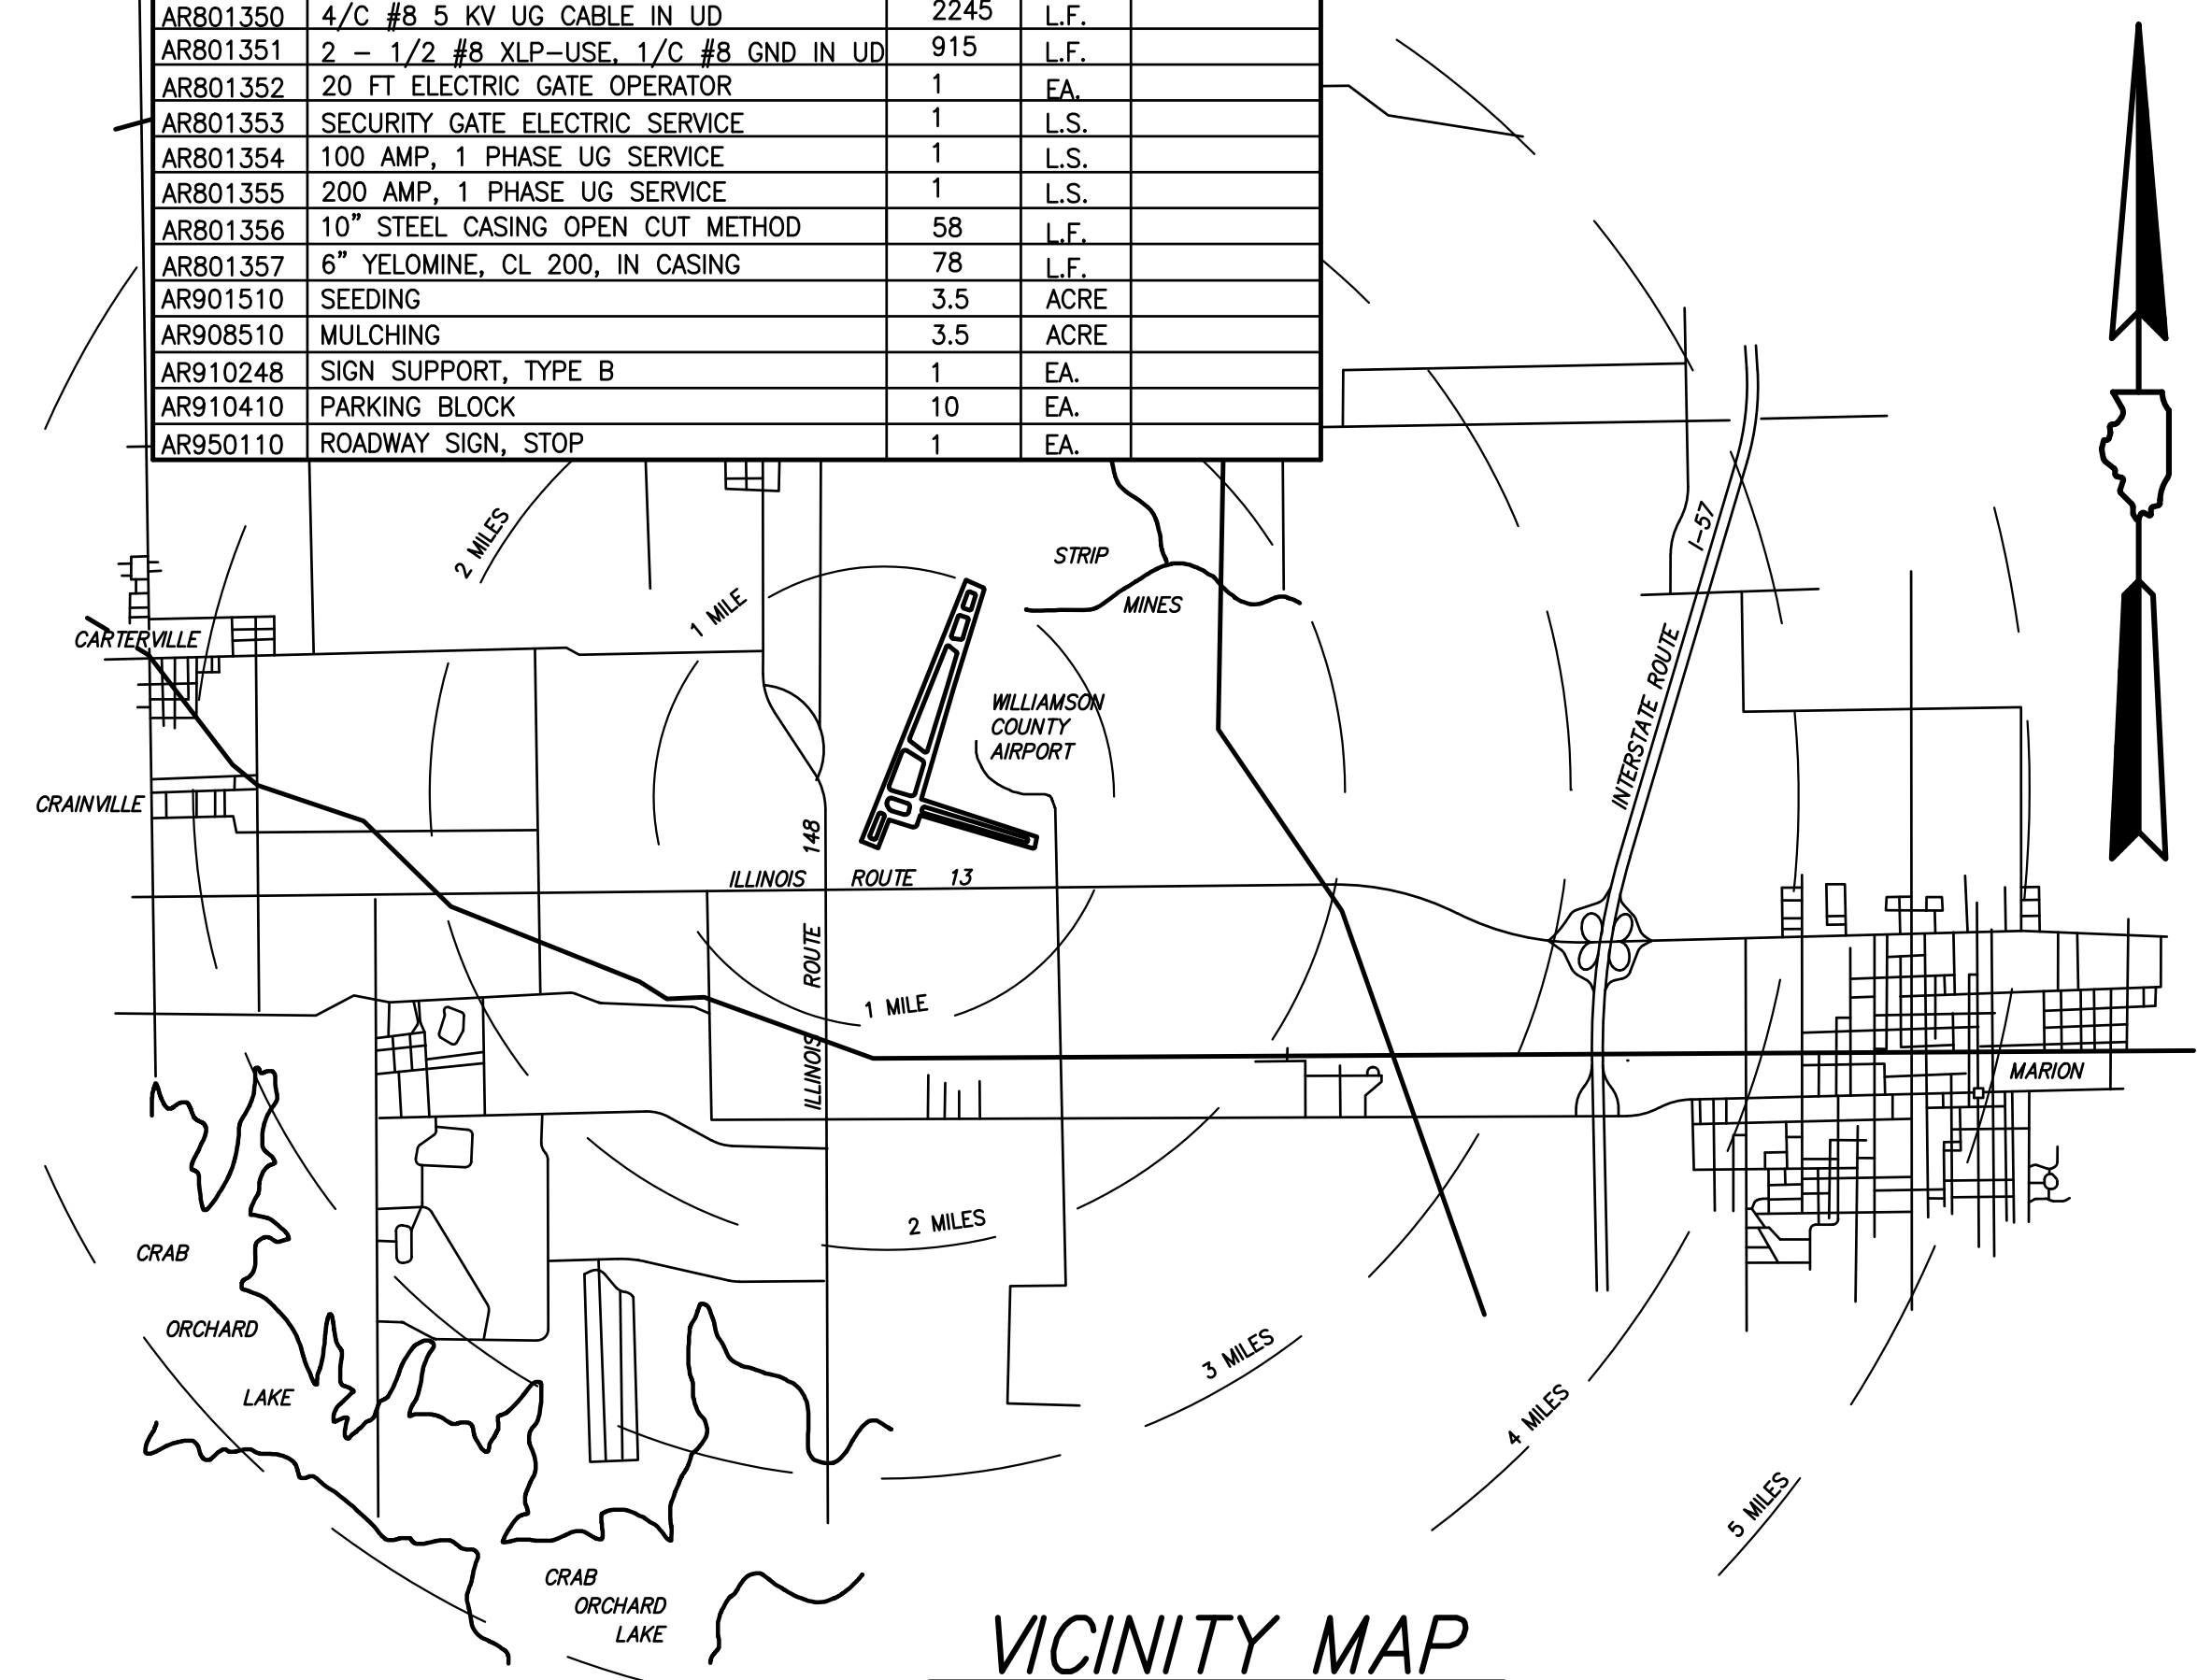 AR801350 4/C #8 5 KV UG CABLE IN UD 2245 L.F.
AR801351 2 - 1/2 #8 XLP-USE, 1/C #8 GND IN UD 915 L.F.
AR801352 20 FT ELECTRIC GATE OPERATOR 1 EA.
AR801353 SECURITY GATE ELECTRIC SERVICE 1 L.S.
AR801354 100 AMP, 1 PHASE UG SERVICE 1 L.S.
AR801355 200 AMP, 1 PHASE UG SERVICE 1 L.S.
AR801356 10" STEEL CASING OPEN CUT METHOD 58 L.F.
AR801357 6" YELOMINE, CL 200, IN CASING 78 L.F.
AR901510 SEEDING 3.5 ACRE
AR908510 MULCHING 3.5 ACRE
AR910248 SIGN SUPPORT, TYPE B 1 EA.
AR910410 PARKING BLOCK 10 EA.
AR950110 ROADWAY SIGN, STOP 1 EA.
2 MILES
I-57
STRIP
MINES
1 MILE
CARTERVILLE
WILLIAMSON
COUNTY
AIRPORT
INTERSTATE ROUTE
CRAINVILLE
ILLINOIS ROUTE 13
ILLINOIS ROUTE 148
1 MILE
MARION
2 MILES
CRAB
ORCHARD
LAKE
3 MILES
4 MILES
5 MILES
CRAB
ORCHARD
LAKE
VICINITY MAP